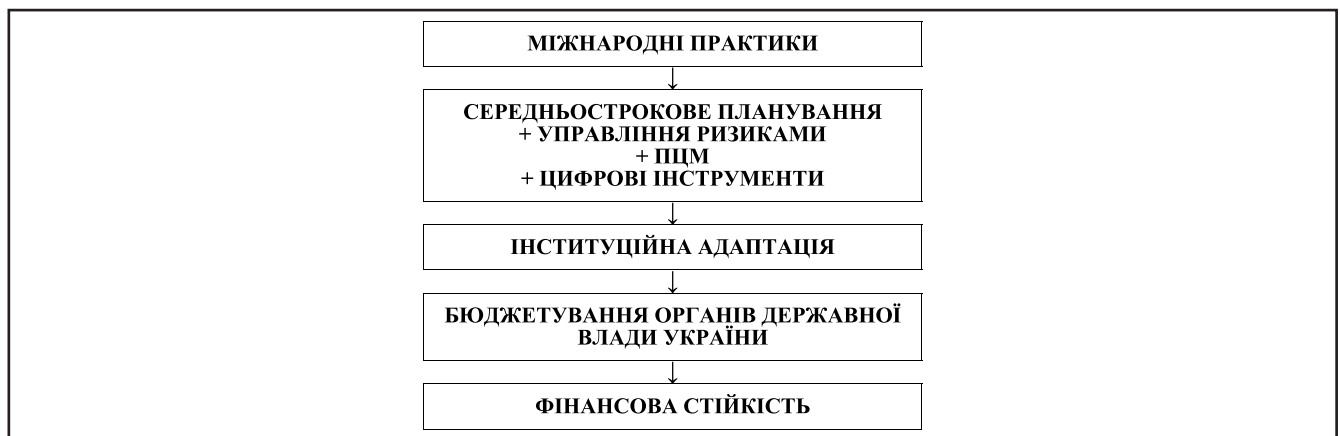 МІЖНАРОДНІ ПРАКТИКИ
↓
СЕРЕДНЬОСТРОКОВЕ ПЛАНУВАННЯ
+ УПРАВЛІННЯ РИЗИКАМИ
+ ПЦМ
+ ЦИФРОВІ ІНСТРУМЕНТИ
↓
ІНСТИТУЦІЙНА АДАПТАЦІЯ
↓
БЮДЖЕТУВАННЯ ОРГАНІВ ДЕРЖАВНОЇ
ВЛАДИ УКРАЇНИ
↓
ФІНАНСОВА СТІЙКІСТЬ